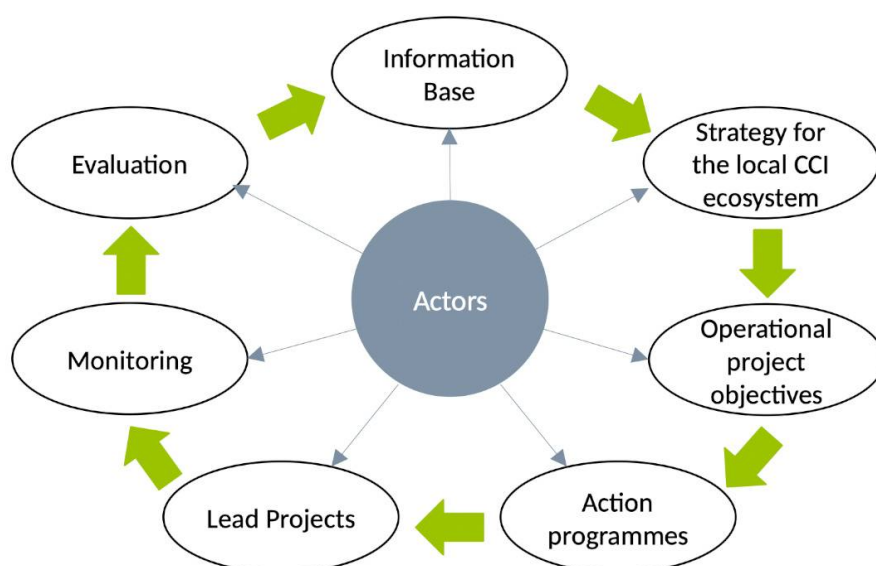 Information
Base
Strategy for
the local CCI
ecosystem
Evaluation
Actors
Operational
project
objectives
Monitoring
Action
programmes
Lead Projects